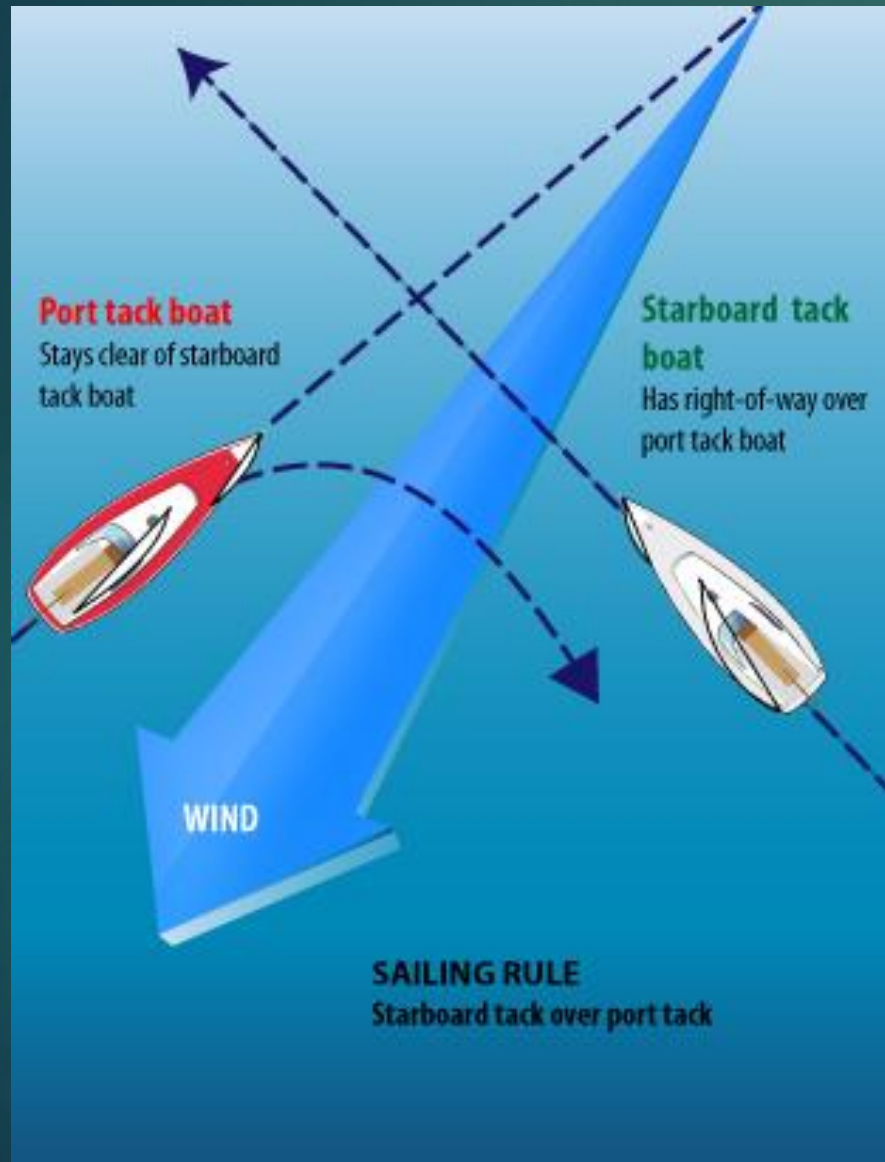 Port tack boat
Stays clear of starboard
tack boat
Starboard tack
boat
Has right-of-way over
port tack boat
WIND
SAILING RULE
Starboard tack over port tack